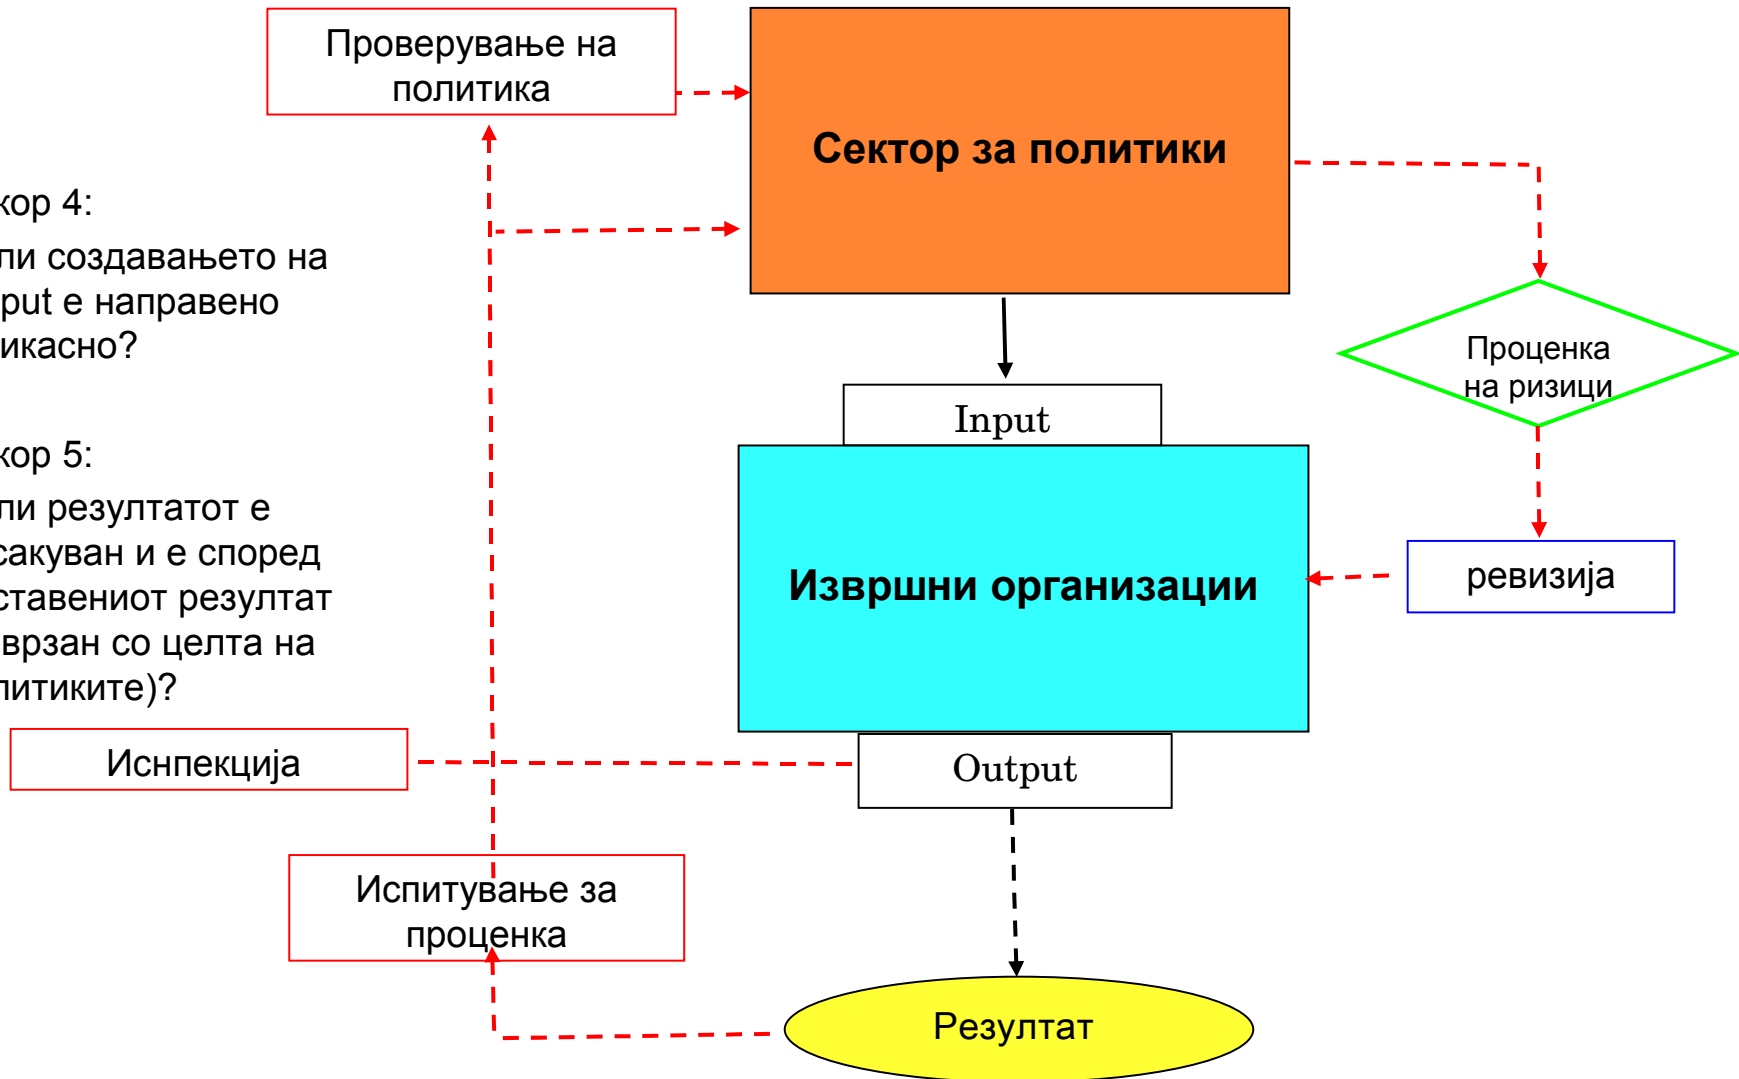 Проверување на
политика
Сектор за политики
кор 4:
ли создавањето на
put е направено
икасно?
Проценка
на ризици
Input
кор 5:
ли резултатот е
сакуван и е според
ставениот резултат
врзан со целта на
литиките)?
Извршни организации
ревизија
Иснпекција
Output
Испитување за
проценка
Резултат